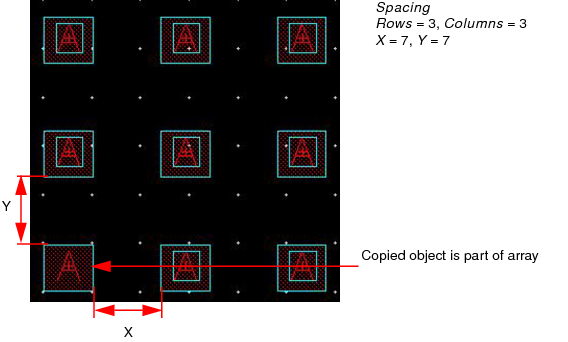 Spacing
Rows = 3, Columns = 3
X = 7, Y = 7
A A A
A A A
Y
A A A
Copied object is part of array
X